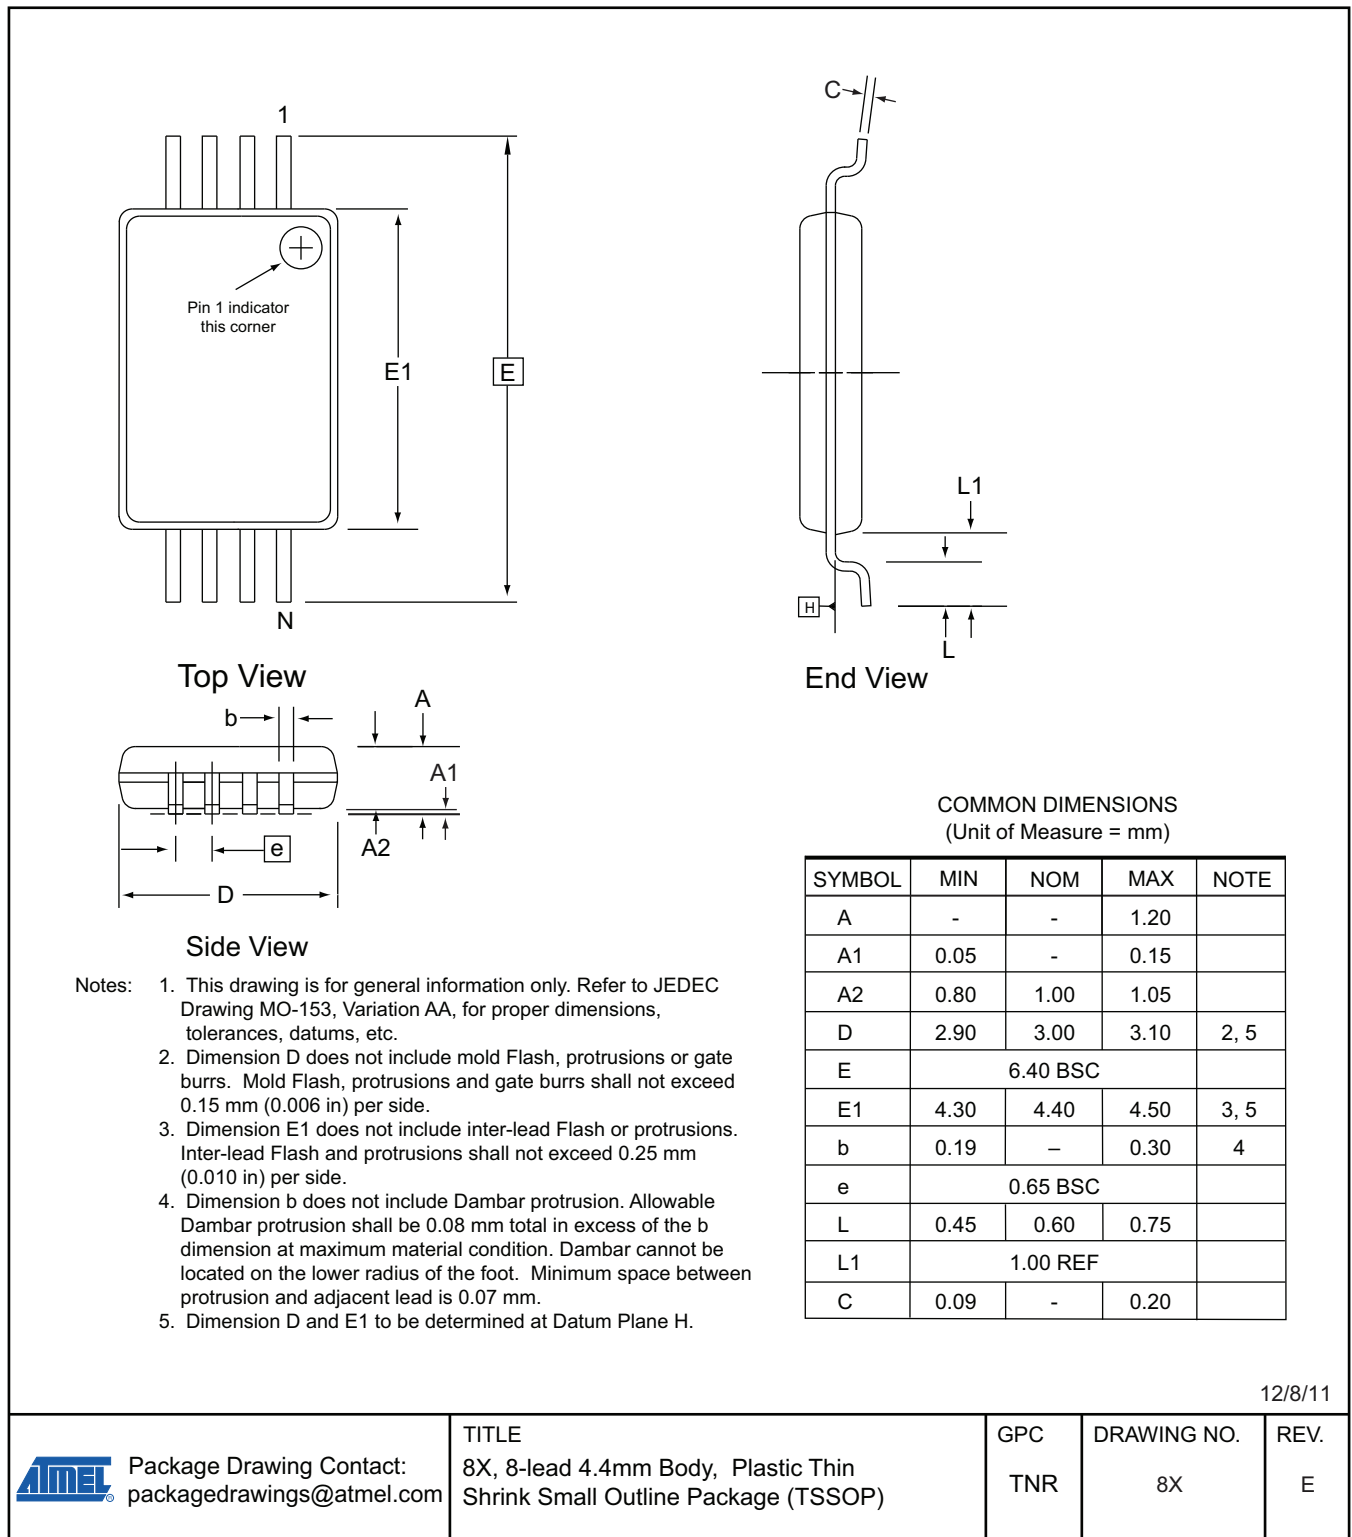 1
C
Pin 1 indicator
this corner
E1
E
L1
H
N
L
Top View
End View
b
A
A1
e
A2
D
Side View
COMMON DIMENSIONS
(Unit of Measure = mm)
SYMBOL MIN NOM MAX NOTE
A - - 1.20
A1 0.05 - 0.15
A2 0.80 1.00 1.05
D 2.90 3.00 3.10 2, 5
E 6.40 BSC
E1 4.30 4.40 4.50 3, 5
b 0.19 – 0.30 4
e 0.65 BSC
L 0.45 0.60 0.75
L1 1.00 REF
C 0.09 - 0.20
Notes: 1. This drawing is for general information only. Refer to JEDEC
Drawing MO-153, Variation AA, for proper dimensions,
tolerances, datums, etc.
2. Dimension D does not include mold Flash, protrusions or gate
burrs. Mold Flash, protrusions and gate burrs shall not exceed
0.15 mm (0.006 in) per side.
3. Dimension E1 does not include inter-lead Flash or protrusions.
Inter-lead Flash and protrusions shall not exceed 0.25 mm
(0.010 in) per side.
4. Dimension b does not include Dambar protrusion. Allowable
Dambar protrusion shall be 0.08 mm total in excess of the b
dimension at maximum material condition. Dambar cannot be
located on the lower radius of the foot. Minimum space between
protrusion and adjacent lead is 0.07 mm.
5. Dimension D and E1 to be determined at Datum Plane H.
12/8/11
ATMEL ®
Package Drawing Contact:
packagedrawings@atmel.com
TITLE
8X, 8-lead 4.4mm Body, Plastic Thin
Shrink Small Outline Package (TSSOP)
GPC
TNR
DRAWING NO.
8X
REV.
E